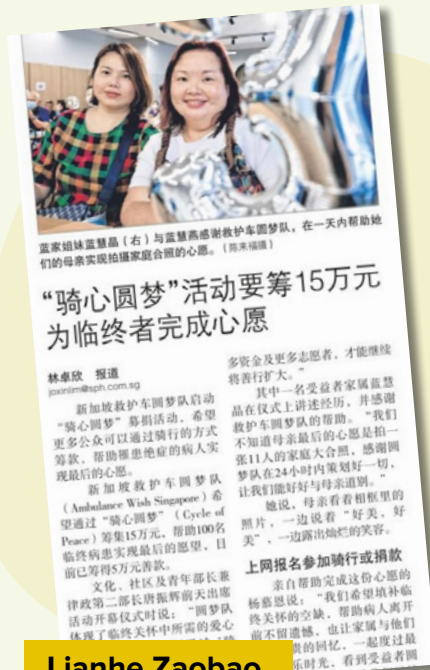 蓝家姐妹蓝慧晶（右）与蓝慧燕感谢救护车圆梦队，在一天内帮助她
们的母亲实现拍摄家庭合照的心愿。（陈来福摄）
“骑心圆梦”活动要筹15万元
为临终者完成心愿
林卓欣 报道
joxinlim@sph.com.sg
新加坡救护车圆梦队启动
“骑心圆梦”募捐活动，希望
更多公众可以通过骑行的方式
筹款，帮助罹患绝症的病人实
现最后的心愿。
新加坡救护车圆梦队
（Ambulance Wish Singapore）希
望通过“骑心圆梦”（Cycle of
Peace）筹集15万元，帮助100名
临终病患实现最后的愿望，目
前已筹得5万元善款。
文化、社区及青年部长兼
律政部第二部长唐振辉前天出席
活动开幕仪式时说：“圆梦队
体现了临终关怀中所需的爱心
多资金及更多志愿者，才能继续
将善行扩大。”
其中一名受益者家属蓝慧
晶在仪式上讲述经历，并感谢
救护车圆梦队的帮助。“我们
不知道母亲最后的心愿是拍一
张11人的家庭大合照，感谢圆
梦队在24小时内策划好一切，
让我们能好好与母亲道别。”
她说，母亲看着相框里的
照片，一边说着“好美，好
美”，一边露出灿烂的笑容。
上网报名参加骑行或捐款
亲自帮助完成这份心愿的
杨慕恩说：“我们希望填补临
终关怀的空缺，帮助病人离开
前不留遗憾，也让家属与他们
贵的回忆，一起度过最
乐时光，看到受益者圆
Lianhe Zaobao